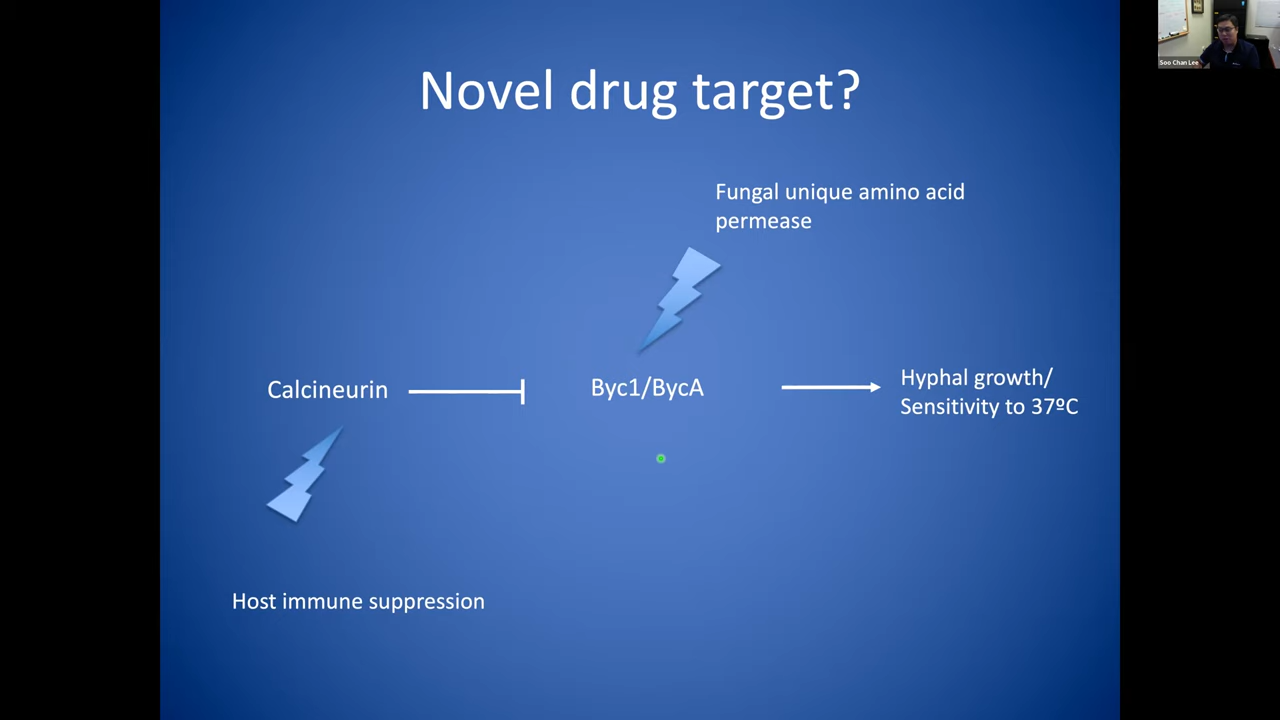 Novel drug target?
Fungal unique amino acid
permease
Calcineurin
Byc1/BycA
Hyphal growth/
Sensitivity to 37ºC
Host immune suppression
Soo Chan Lee